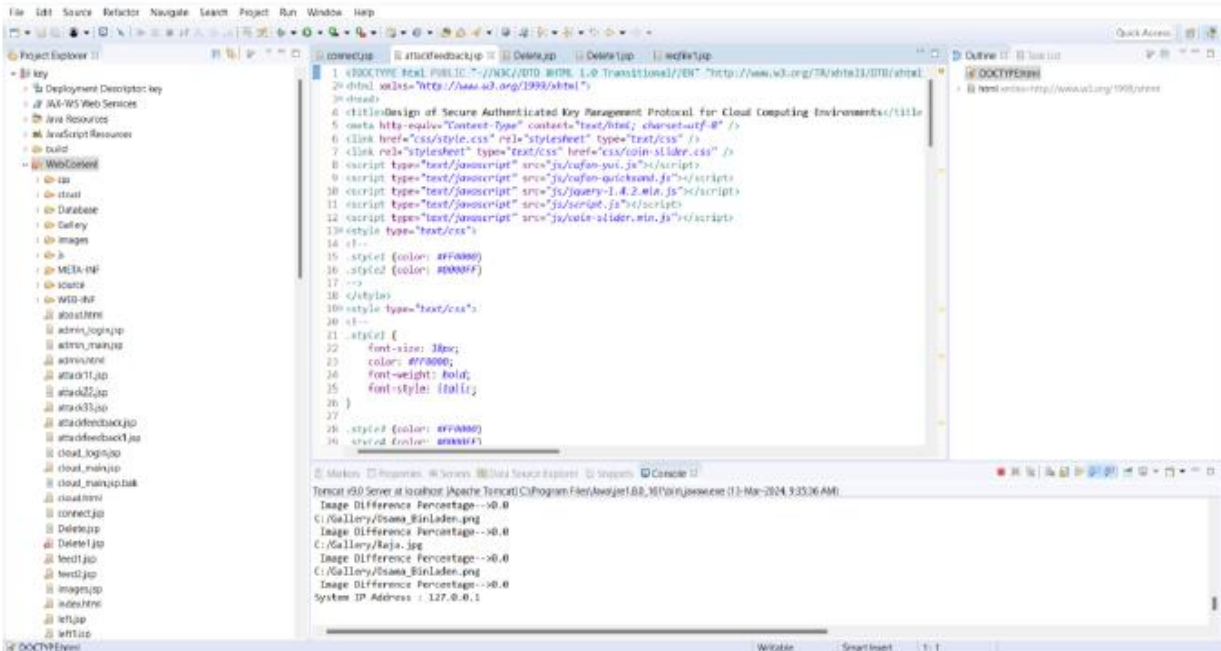 File Edit Source Refactor Navigate Search Project Run Window Help
Quick Access
Project Explorer
key
Deployment Descriptor: key
JAX-WS Web Services
Java Resources
JavaScript Resources
build
WebContent
css
Database
Gallery
images
js
META-INF
source
WEB-INF
about.html
admin_login.jsp
admin_main.jsp
admin.html
attack11.jsp
attack22.jsp
attack33.jsp
attackfeedback.jsp
attackfeedback1.jsp
cloud_login.jsp
cloud_main.jsp
cloud_main.jsp.bak
cloud.html
connect.jsp
Delete.jsp
Delete1.jsp
feed1.jsp
feed2.jsp
images.jsp
index.html
left.jsp
left1.jsp
connect.jsp attackfeedback.jsp Delete.jsp Delete1.jsp
1 <!DOCTYPE html PUBLIC "-//W3C//DTD XHTML 1.0 Transitional//EN" "http://www.w3.org/TR/xhtml1/DTD/xhtml
2 <html xmlns="http://www.w3.org/1999/xhtml">
3 <head>
4 <title>Design of Secure Authenticated Key Management Protocol for Cloud Computing Environments</title
5 <meta http-equiv="Content-Type" content="text/html; charset=utf-8" />
6 <link href="css/style.css" rel="stylesheet" type="text/css" />
7 <link rel="stylesheet" type="text/css" href="css/coin-slider.css" />
8 <script type="text/javascript" src="js/cufon-yui.js"></script>
9 <script type="text/javascript" src="js/cufon-quicksand.js"></script>
10 <script type="text/javascript" src="js/jquery-1.4.2.min.js"></script>
11 <script type="text/javascript" src="js/script.js"></script>
12 <script type="text/javascript" src="js/coin-slider.min.js"></script>
13 <style type="text/css">
14 <!--
15 .style1 {color: #FF0000}
16 .style2 {color: #0000FF}
17 -->
18 </style>
19 <style type="text/css">
20 <!--
21 .style1 {
22 font-size: 38px;
23 color: #FF0000;
24 font-weight: bold;
25 font-style: italic;
26 }
27
28 .style3 {color: #FF0000}
29 .style4 {color: #0000FF}
Outline Task List
DOCTYPE:html
html xmlns=http://www.w3.org/1999/xhtml
Markers Properties Servers Data Source Explorer Snippets Console
Tomcat v9.0 Server at localhost [Apache Tomcat] C:\Program Files\Java\jre1.8.0_161\bin\javaw.exe (13-Mar-2024, 9:35:36 AM)
Image Difference Percentage-->0.0
C:/Gallery/Osama_Binladen.png
Image Difference Percentage-->0.0
C:/Gallery/Raja.jpg
Image Difference Percentage-->0.0
C:/Gallery/Osama_Binladen.png
Image Difference Percentage-->0.0
System IP Address : 127.0.0.1
DOCTYPE:html
Writable Smart Insert 1 : 1